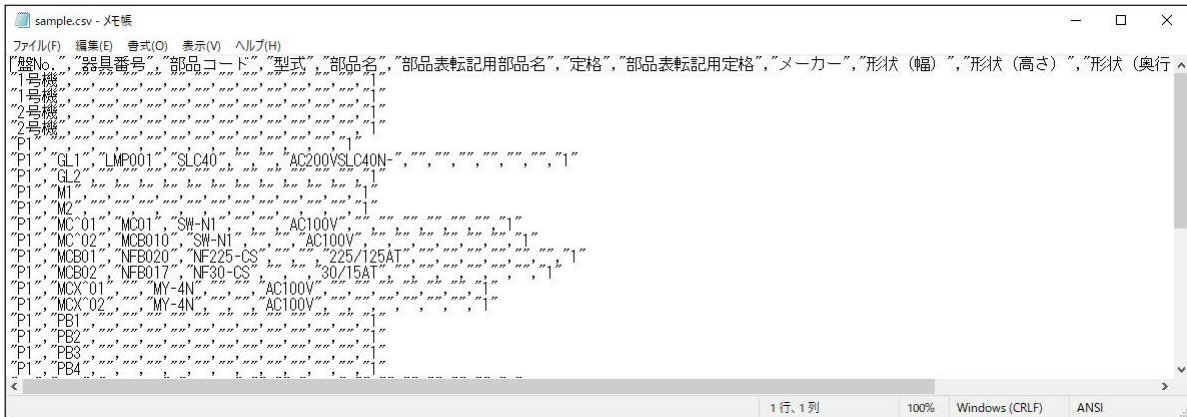 sample.csv - メモ帳
ファイル(F) 編集(E) 書式(O) 表示(V) ヘルプ(H)
"盤No.","器具番号","部品コード","型式","部品名","部品表転記用部品名","定格","部品表転記用定格","メーカー","形状（幅）","形状（高さ）","形状（奥行
"1号機","","","","","","","","","","","","","1"
"1号機","","","","","","","","","","","","","1"
"2号機","","","","","","","","","","","","","1"
"2号機","","","","","","","","","","","","","1"
"P1","","","","","","","","","","","","","1"
"P1","GL1","LMP001","SLC40","","","AC200VSLC40N-","","","","","","","1"
"P1","GL2","","","","","","","","","","","","1"
"P1","M1","","","","","","","","","","","","1"
"P1","M2","","","","","","","","","","","","1"
"P1","MC^01","MC01","SW-N1","","","AC100V","","","","","","","1"
"P1","MC^02","MCB010","SW-N1","","","AC100V","","","","","","","1"
"P1","MCB01","NFB020","NF225-CS","","","225/125AT","","","","","","","1"
"P1","MCB02","NFB017","NF30-CS","","","30/15AT","","","","","","","1"
"P1","MCX^01","","MY-4N","","","AC100V","","","","","","","1"
"P1","MCX^02","","MY-4N","","","AC100V","","","","","","","1"
"P1","PB1","","","","","","","","","","","","1"
"P1","PB2","","","","","","","","","","","","1"
"P1","PB3","","","","","","","","","","","","1"
"P1","PB4","","","","","","","","","","","","1"
1行、1列 100% Windows (CRLF) ANSI